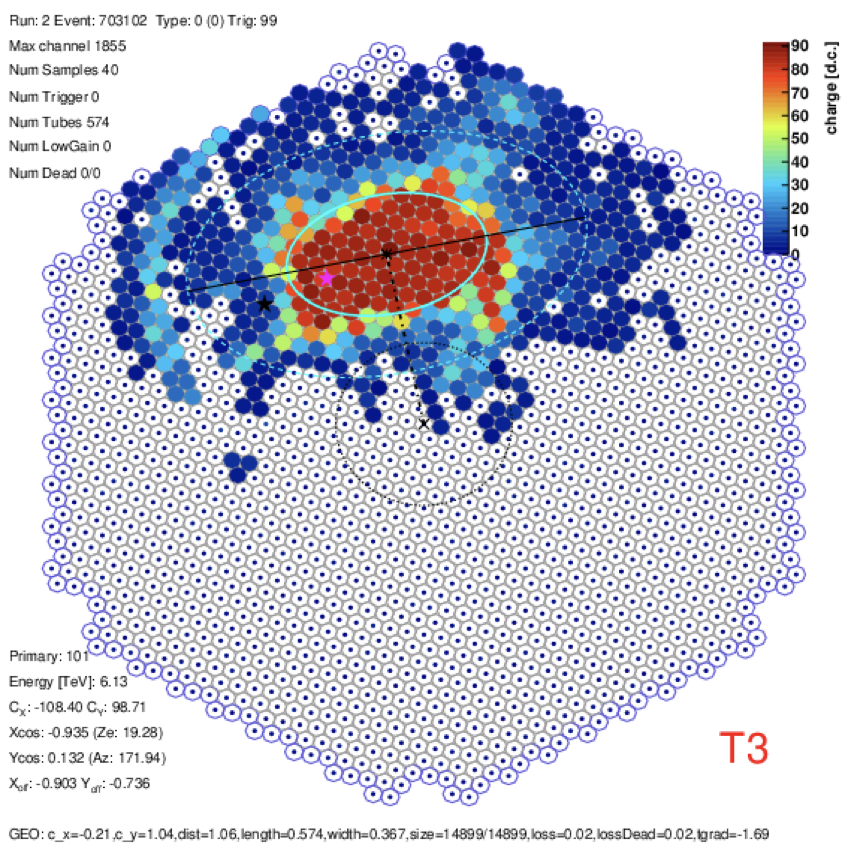 Run: 2 Event: 703102 Type: 0 (0) Trig: 99
Max channel 1855
Num Samples 40
Num Trigger 0
Num Tubes 574
Num LowGain 0
Num Dead 0/0
90
80
70
60
50
40
30
20
10
0
charge [d.c.]
Primary: 101
Energy [TeV]: 6.13
CX: -108.40 CY: 98.71
Xcos: -0.935 (Ze: 19.28)
Ycos: 0.132 (Az: 171.94)
Xoff: -0.903 Yoff: -0.736
T3
GEO: c_x=-0.21,c_y=1.04,dist=1.06,length=0.574,width=0.367,size=14899/14899,loss=0.02,lossDead=0.02,tgrad=-1.69